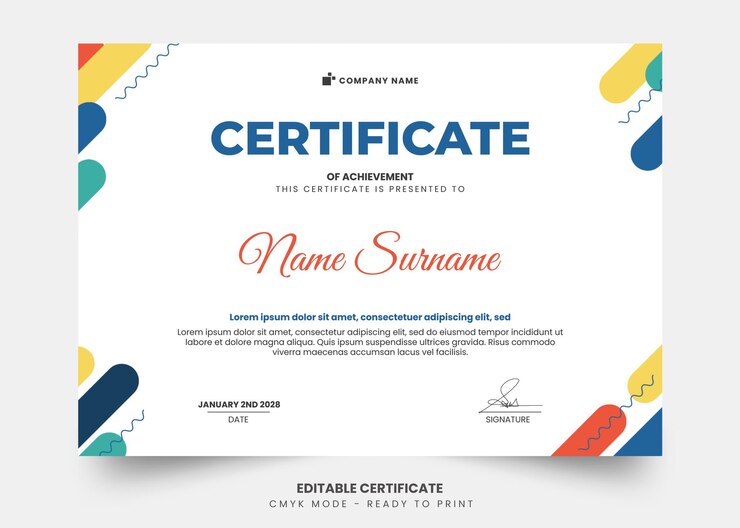 COMPANY NAME
CERTIFICATE
OF ACHIEVEMENT
THIS CERTIFICATE IS PRESENTED TO
Name Surname
Lorem ipsum dolor sit amet, consectetuer adipiscing elit, sed
Lorem ipsum dolor sit amet, consectetur adipiscing elit, sed do eiusmod tempor incididunt ut
labore et dolore magna aliqua. Quis ipsum suspendisse ultrices gravida. Risus commodo
viverra maecenas accumsan lacus vel facilisis.
JANUARY 2ND 2028
DATE
SIGNATURE
EDITABLE CERTIFICATE
CMYK MODE - READY TO PRINT